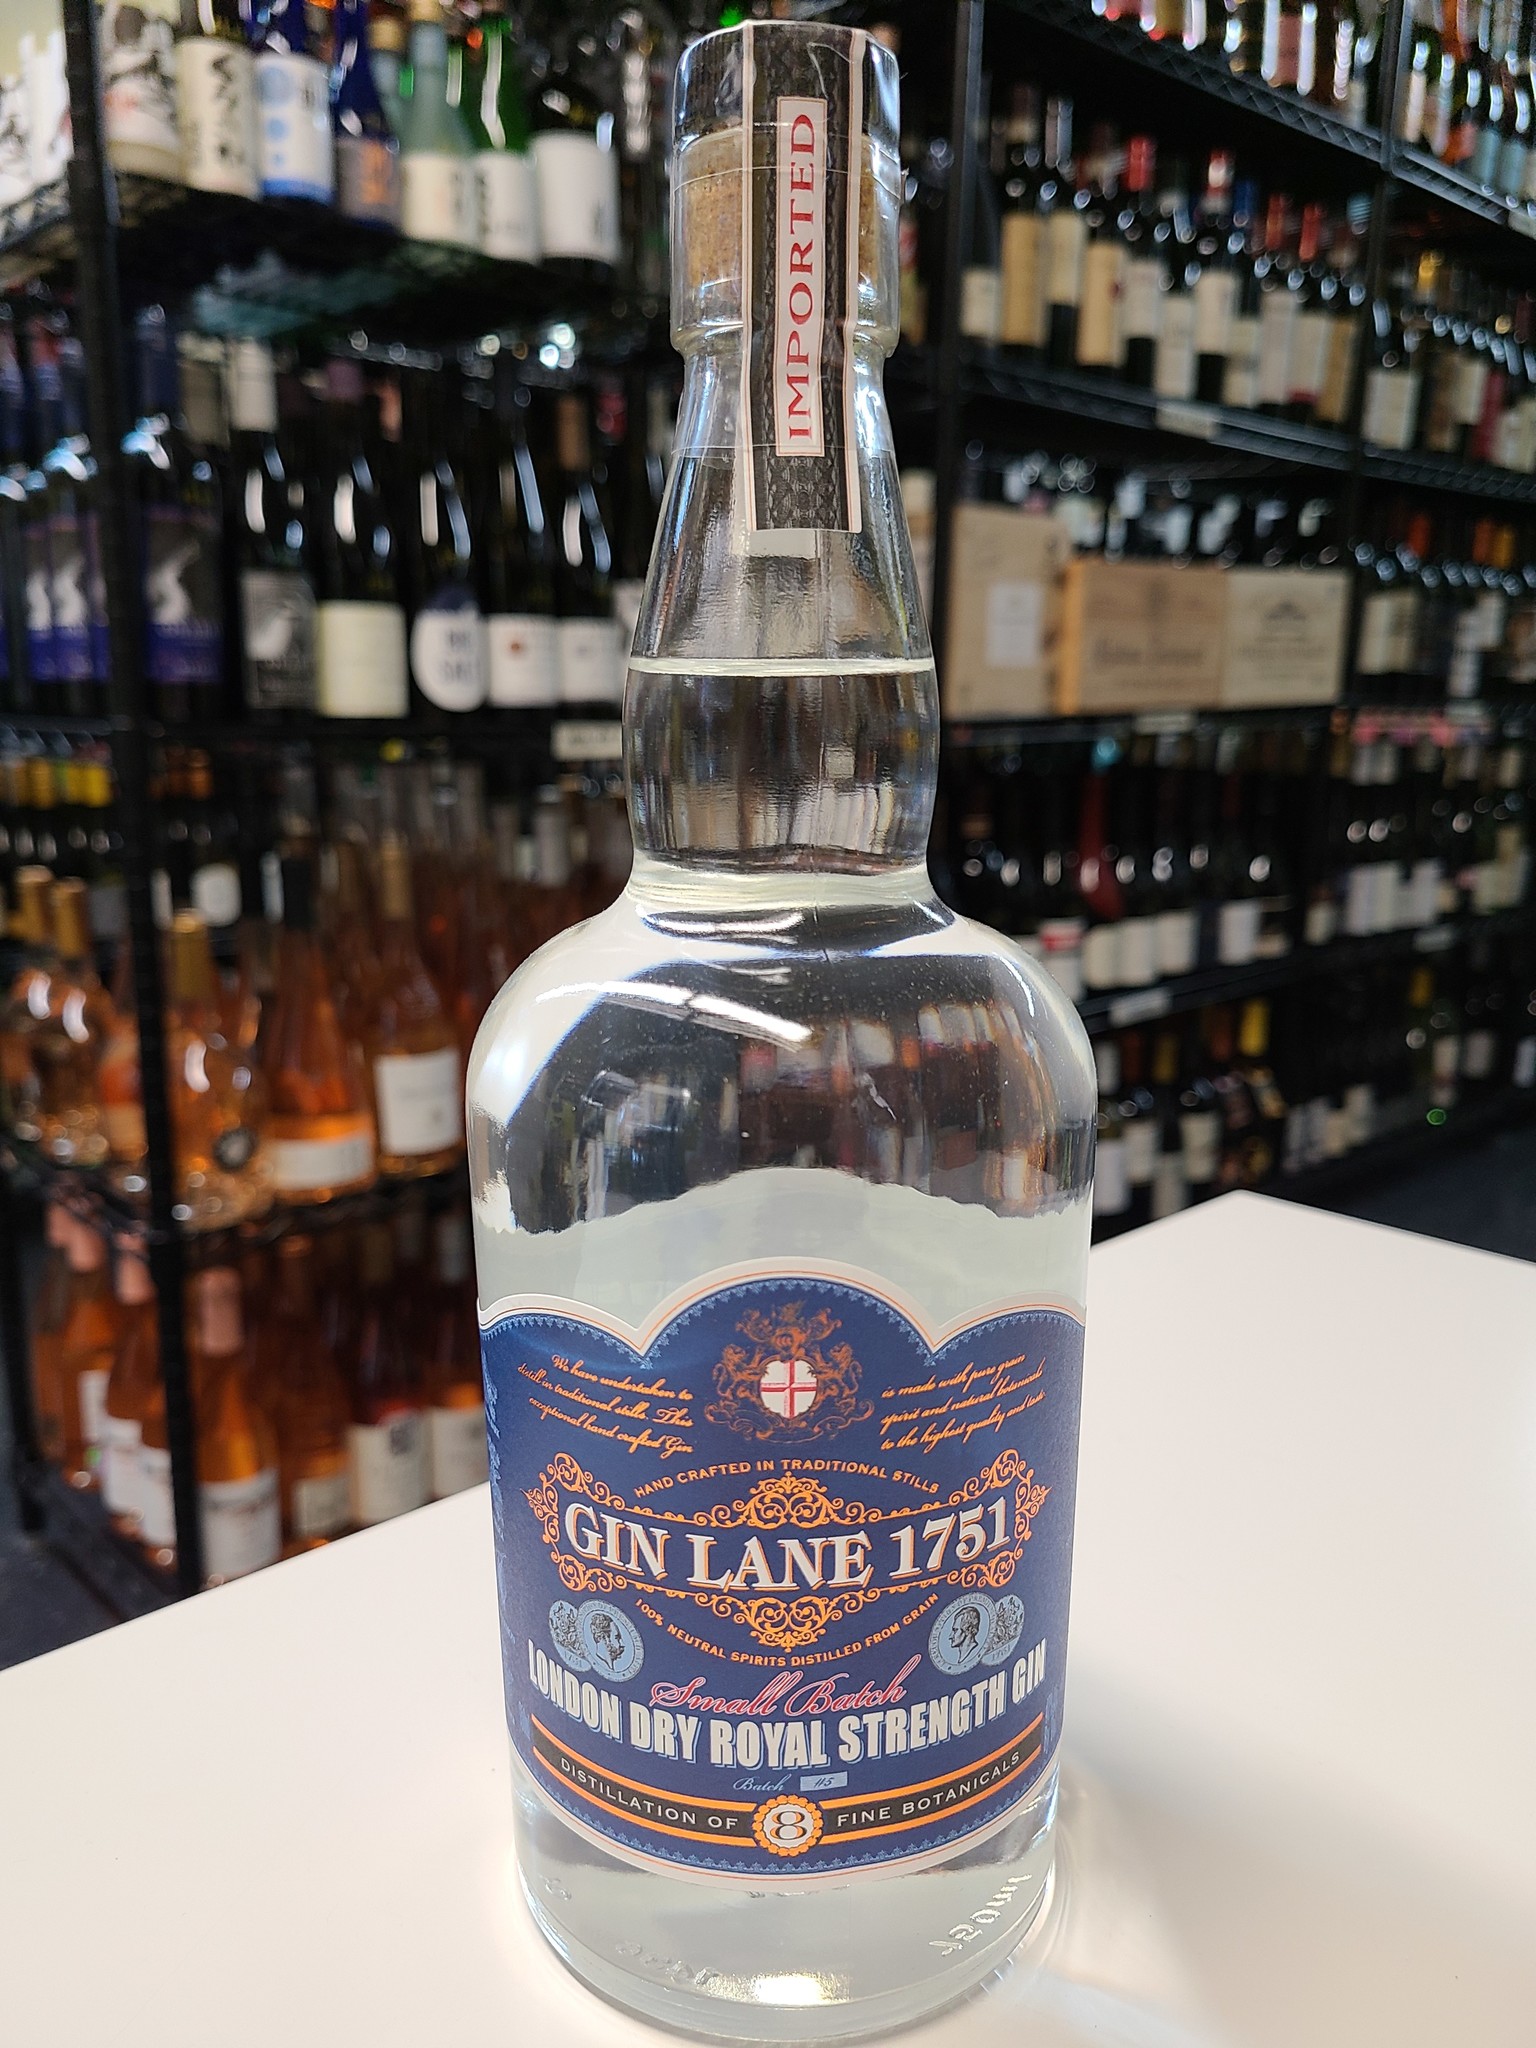 IMPORTED
We have undertaken to
distill in traditional stills. This
exceptional hand crafted Gin
is made with pure grain
spirit and natural botanicals
to the highest quality and taste.
HAND CRAFTED IN TRADITIONAL STILLS
GIN LANE 1751
100% NEUTRAL SPIRITS DISTILLED FROM GRAIN
1751
1751
Small Batch
LONDON DRY ROYAL STRENGTH GIN
Batch #5
DISTILLATION OF 8 FINE BOTANICALS